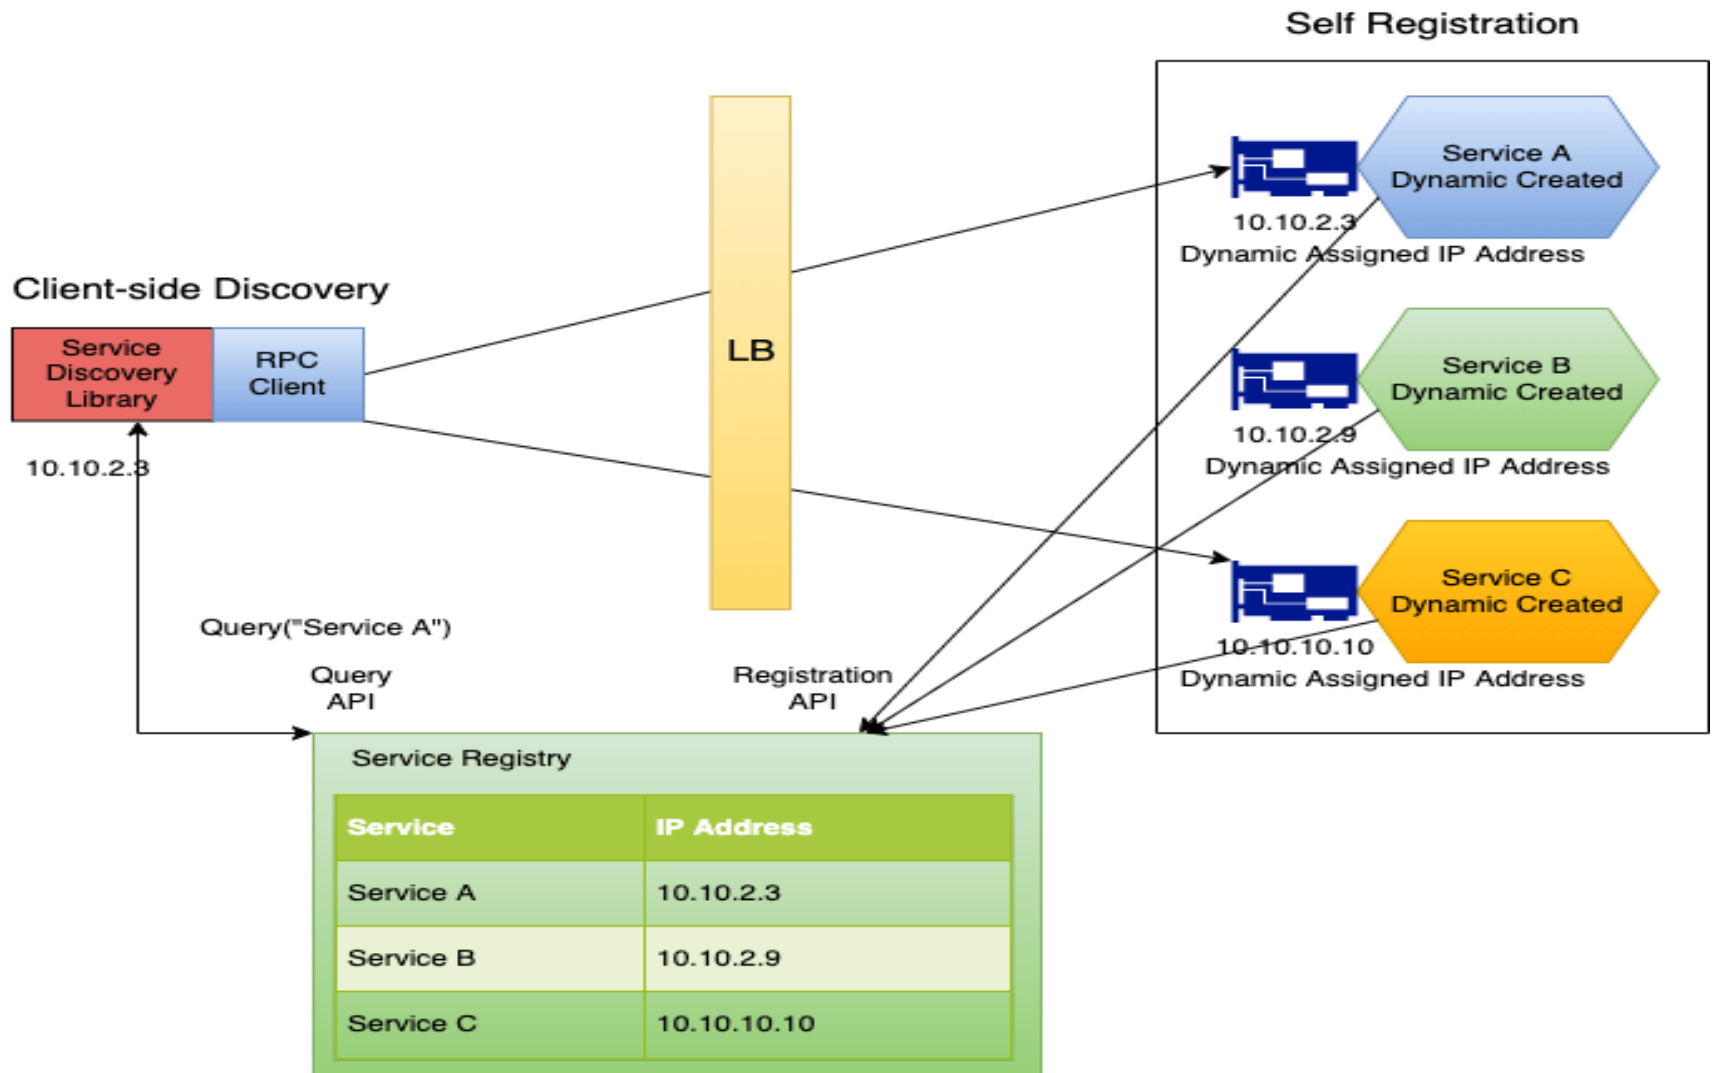 Self Registration
Service A
Dynamic Created
10.10.2.3
Dynamic Assigned IP Address
Client-side Discovery
Service
Discovery
Library
RPC
Client
LB
Service B
Dynamic Created
10.10.2.9
Dynamic Assigned IP Address
10.10.2.3
Service C
Dynamic Created
10.10.10.10
Dynamic Assigned IP Address
Query("Service A")
Query
API
Registration
API
Service Registry
Service IP Address
Service A 10.10.2.3
Service B 10.10.2.9
Service C 10.10.10.10